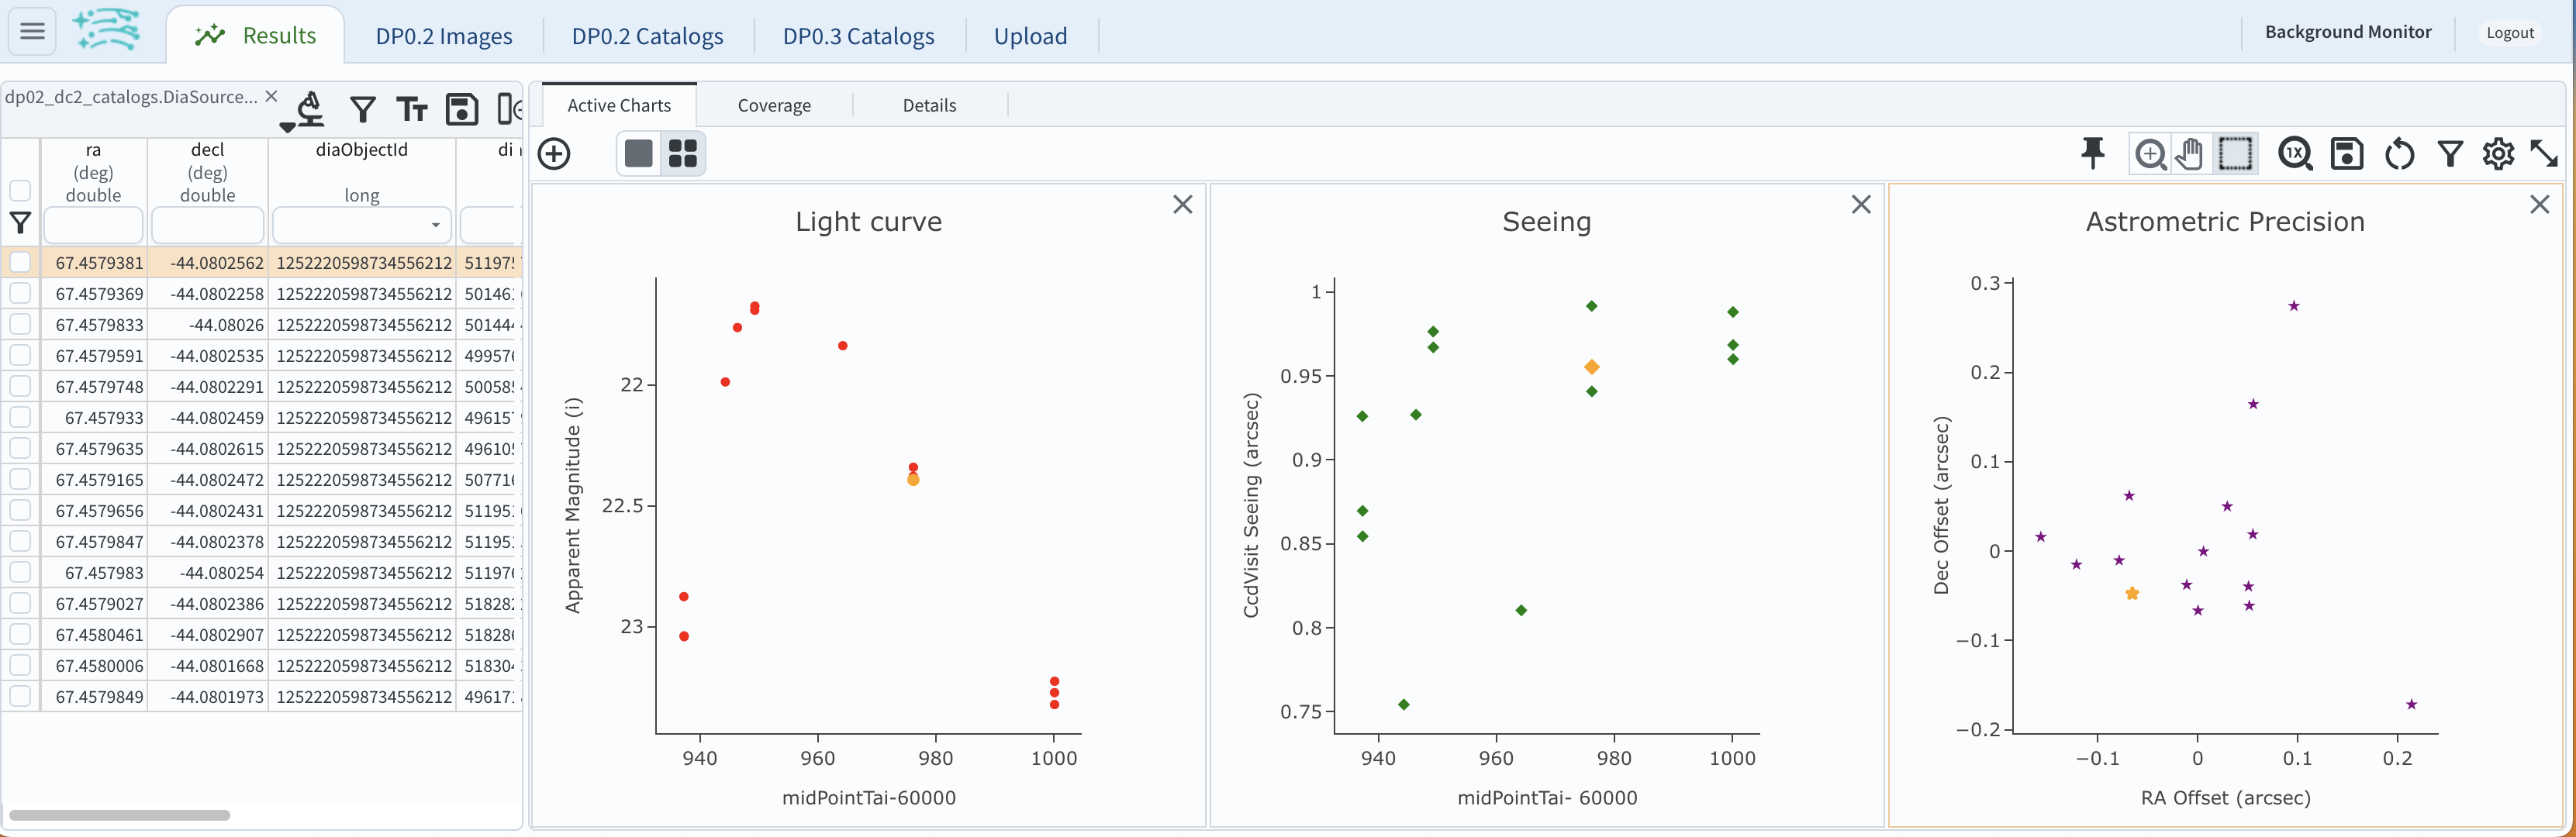 Results DP0.2 Images DP0.2 Catalogs DP0.3 Catalogs Upload Background Monitor Logout
dp02_dc2_catalogs.DiaSource...
ra decl diaObjectId di
(deg) (deg)
double double long
67.4579381 -44.0802562 1252220598734556212 51197
67.4579369 -44.0802258 1252220598734556212 50146
67.4579833 -44.08026 1252220598734556212 50144
67.4579591 -44.0802535 1252220598734556212 49957
67.4579748 -44.0802291 1252220598734556212 50058
67.457933 -44.0802459 1252220598734556212 49615
67.4579635 -44.0802615 1252220598734556212 49610
67.4579165 -44.0802472 1252220598734556212 50771
67.4579656 -44.0802431 1252220598734556212 51195
67.4579847 -44.0802378 1252220598734556212 51195
67.457983 -44.080254 1252220598734556212 51197
67.4579027 -44.0802386 1252220598734556212 51828
67.4580461 -44.0802907 1252220598734556212 51828
67.4580006 -44.0801668 1252220598734556212 51830
67.4579849 -44.0801973 1252220598734556212 49617
Active Charts Coverage Details
1X
Light curve
Apparent Magnitude (i)
22
22.5
23
940 960 980 1000
midPointTai-60000
Seeing
CcdVisit Seeing (arcsec)
1
0.95
0.9
0.85
0.8
0.75
940 960 980 1000
midPointTai- 60000
Astrometric Precision
Dec Offset (arcsec)
0.3
0.2
0.1
0
−0.1
−0.2
−0.1 0 0.1 0.2
RA Offset (arcsec)